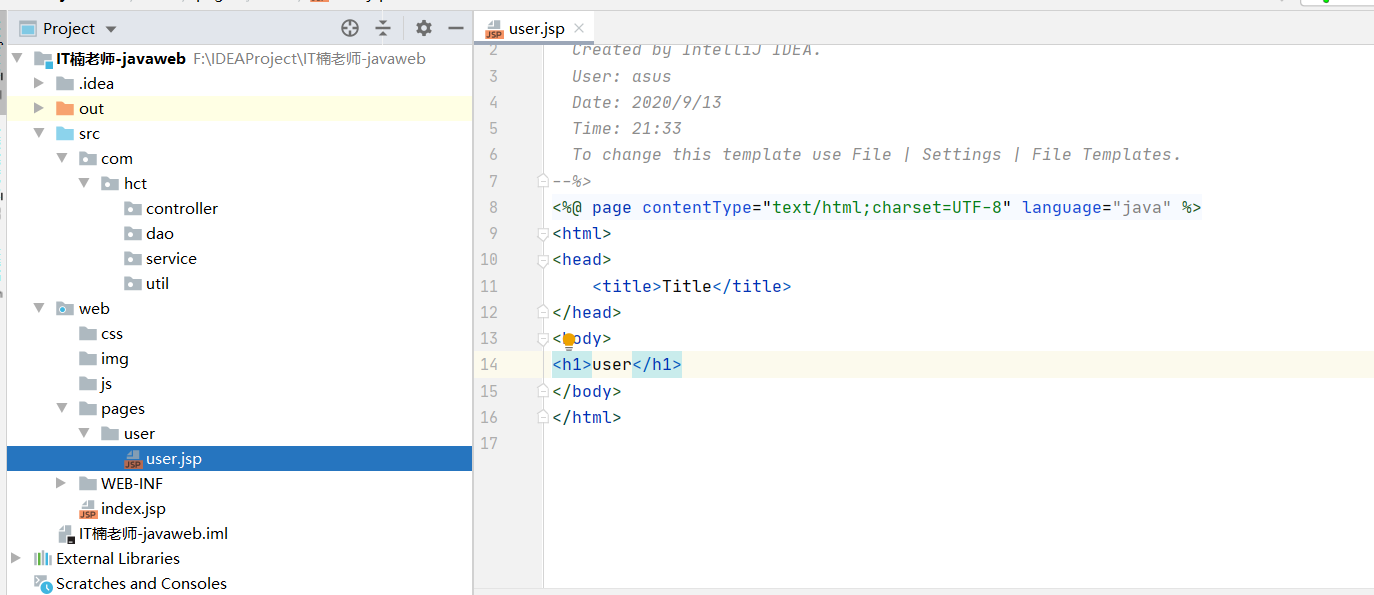 Project
user.jsp
IT楠老师-javaweb F:\IDEAProject\IT楠老师-javaweb
.idea
out
src
com
hct
controller
dao
service
util
web
css
img
js
pages
user
user.jsp
WEB-INF
index.jsp
IT楠老师-javaweb.iml
External Libraries
Scratches and Consoles
2 Created by IntelliJ IDEA.
3 User: asus
4 Date: 2020/9/13
5 Time: 21:33
6 To change this template use File | Settings | File Templates.
7 --%>
8 <%@ page contentType="text/html;charset=UTF-8" language="java" %>
9 <html>
10 <head>
11 <title>Title</title>
12 </head>
13 <body>
14 <h1>user</h1>
15 </body>
16 </html>
17